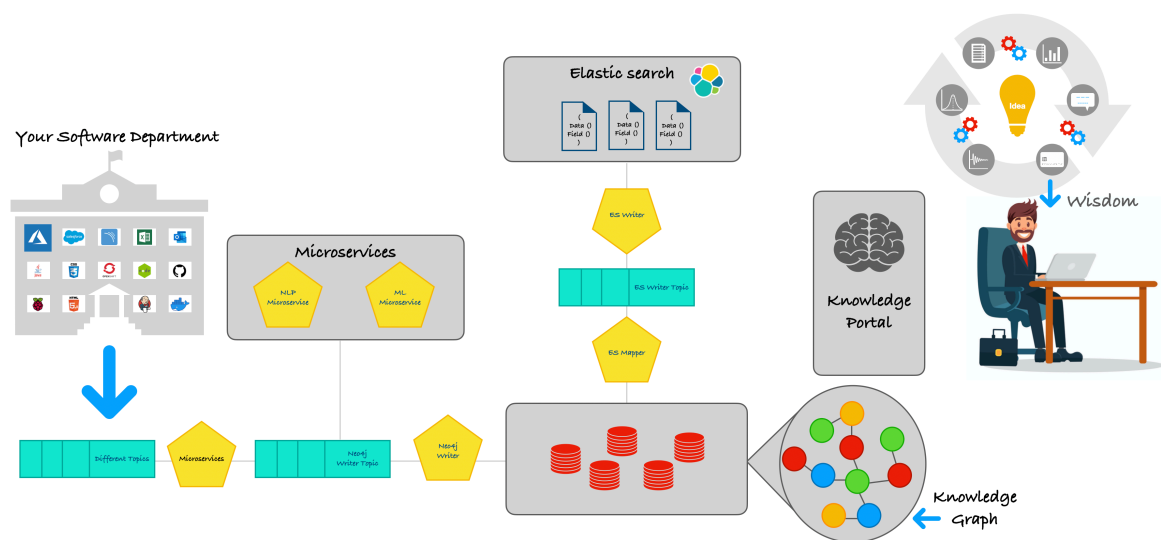 Your Software Department
Microservices
NLP
Microservice
ML
Microservice
Different Topics
Microservices
Neo4j
Writer Topic
Neo4j
Writer
Elastic search
{
Data ()
Field ()
}
{
Data ()
Field ()
}
{
Data ()
Field ()
}
ES Writer
ES Writer Topic
ES Mapper
Knowledge
Portal
Idea
Wisdom
Knowledge
Graph